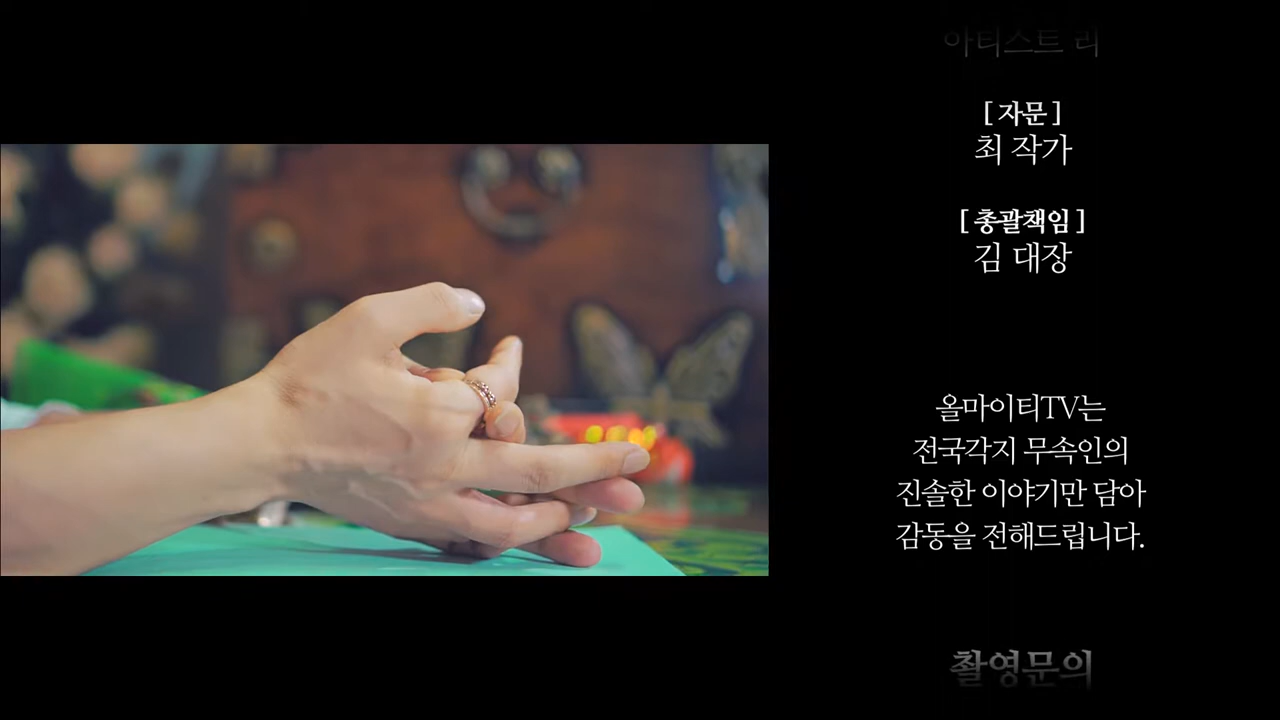 아티스트 리
[ 자문 ]
최 작가
[ 총괄책임 ]
김 대장
올마이티TV는
전국각지 무속인의
진솔한 이야기만 담아
감동을 전해드립니다.
촬영문의